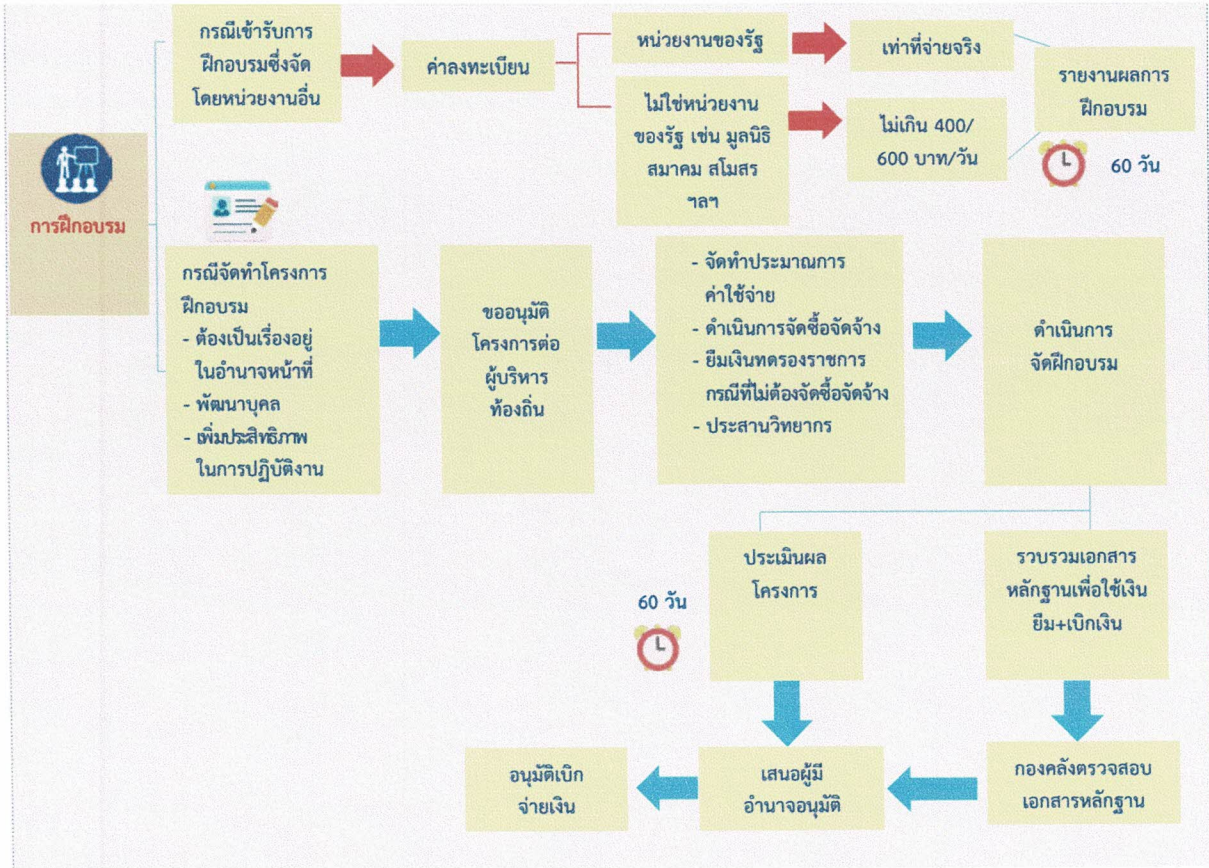 การฝึกอบรม
กรณีเข้ารับการ
ฝึกอบรมซึ่งจัด
โดยหน่วยงานอื่น
ค่าลงทะเบียน
หน่วยงานของรัฐ
เท่าที่จ่ายจริง
ไม่ใช่หน่วยงาน
ของรัฐ เช่น มูลนิธิ
สมาคม สโมสร
ฯลฯ
ไม่เกิน 400/
600 บาท/วัน
รายงานผลการ
ฝึกอบรม
60 วัน
กรณีจัดทำโครงการ
ฝึกอบรม
- ต้องเป็นเรื่องอยู่
ในอำนาจหน้าที่
- พัฒนาบุคล
- เพิ่มประสิทธิภาพ
ในการปฏิบัติงาน
ขออนุมัติ
โครงการต่อ
ผู้บริหาร
ท้องถิ่น
- จัดทำประมาณการ
ค่าใช้จ่าย
- ดำเนินการจัดซื้อจัดจ้าง
- ยืมเงินทดรองราชการ
กรณีที่ไม่ต้องจัดซื้อจัดจ้าง
- ประสานวิทยากร
ดำเนินการ
จัดฝึกอบรม
ประเมินผล
โครงการ
60 วัน
รวบรวมเอกสาร
หลักฐานเพื่อใช้เงิน
ยืม+เบิกเงิน
กองคลังตรวจสอบ
เอกสารหลักฐาน
เสนอผู้มี
อำนาจอนุมัติ
อนุมัติเบิก
จ่ายเงิน